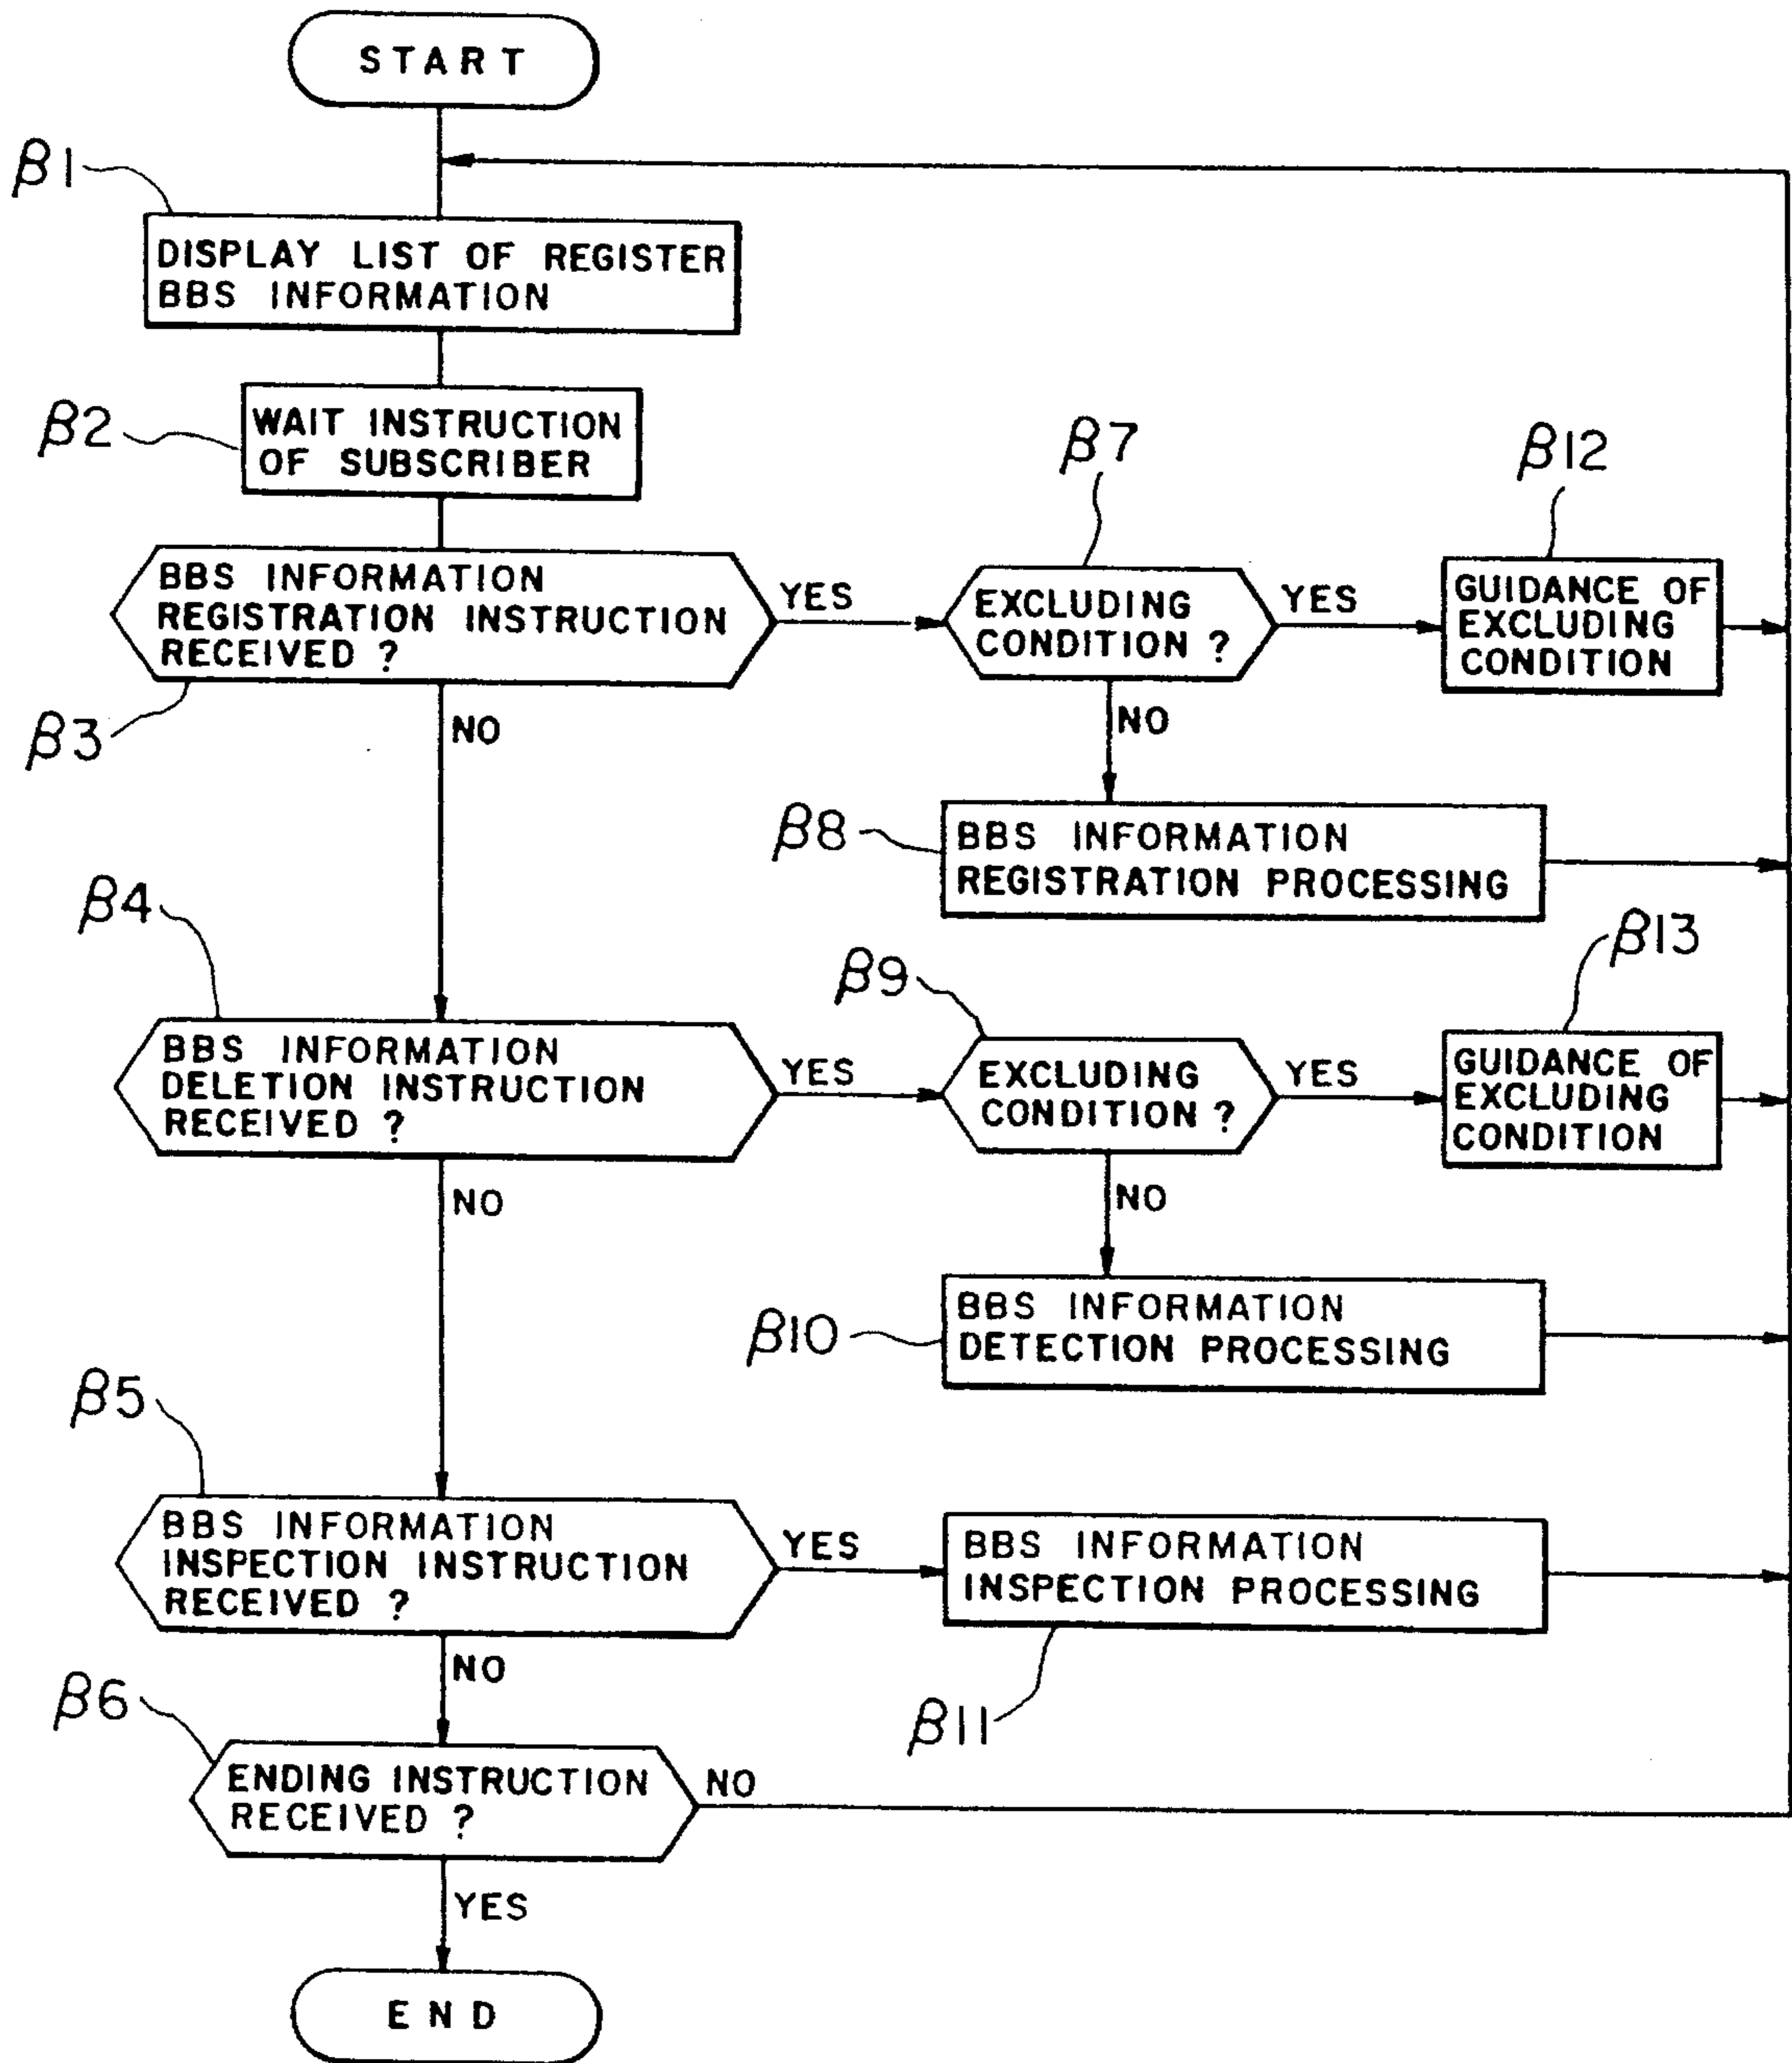 START
β1
DISPLAY LIST OF REGISTER
BBS INFORMATION
β2
WAIT INSTRUCTION
OF SUBSCRIBER
β3
BBS INFORMATION
REGISTRATION INSTRUCTION
RECEIVED ?
YES
NO
β7
EXCLUDING
CONDITION ?
YES
NO
β12
GUIDANCE OF
EXCLUDING
CONDITION
β8
BBS INFORMATION
REGISTRATION PROCESSING
β4
BBS INFORMATION
DELETION INSTRUCTION
RECEIVED ?
YES
NO
β9
EXCLUDING
CONDITION ?
YES
NO
β13
GUIDANCE OF
EXCLUDING
CONDITION
β10
BBS INFORMATION
DETECTION PROCESSING
β5
BBS INFORMATION
INSPECTION INSTRUCTION
RECEIVED ?
YES
NO
BBS INFORMATION
INSPECTION PROCESSING
β11
β6
ENDING INSTRUCTION
RECEIVED ?
NO
YES
END